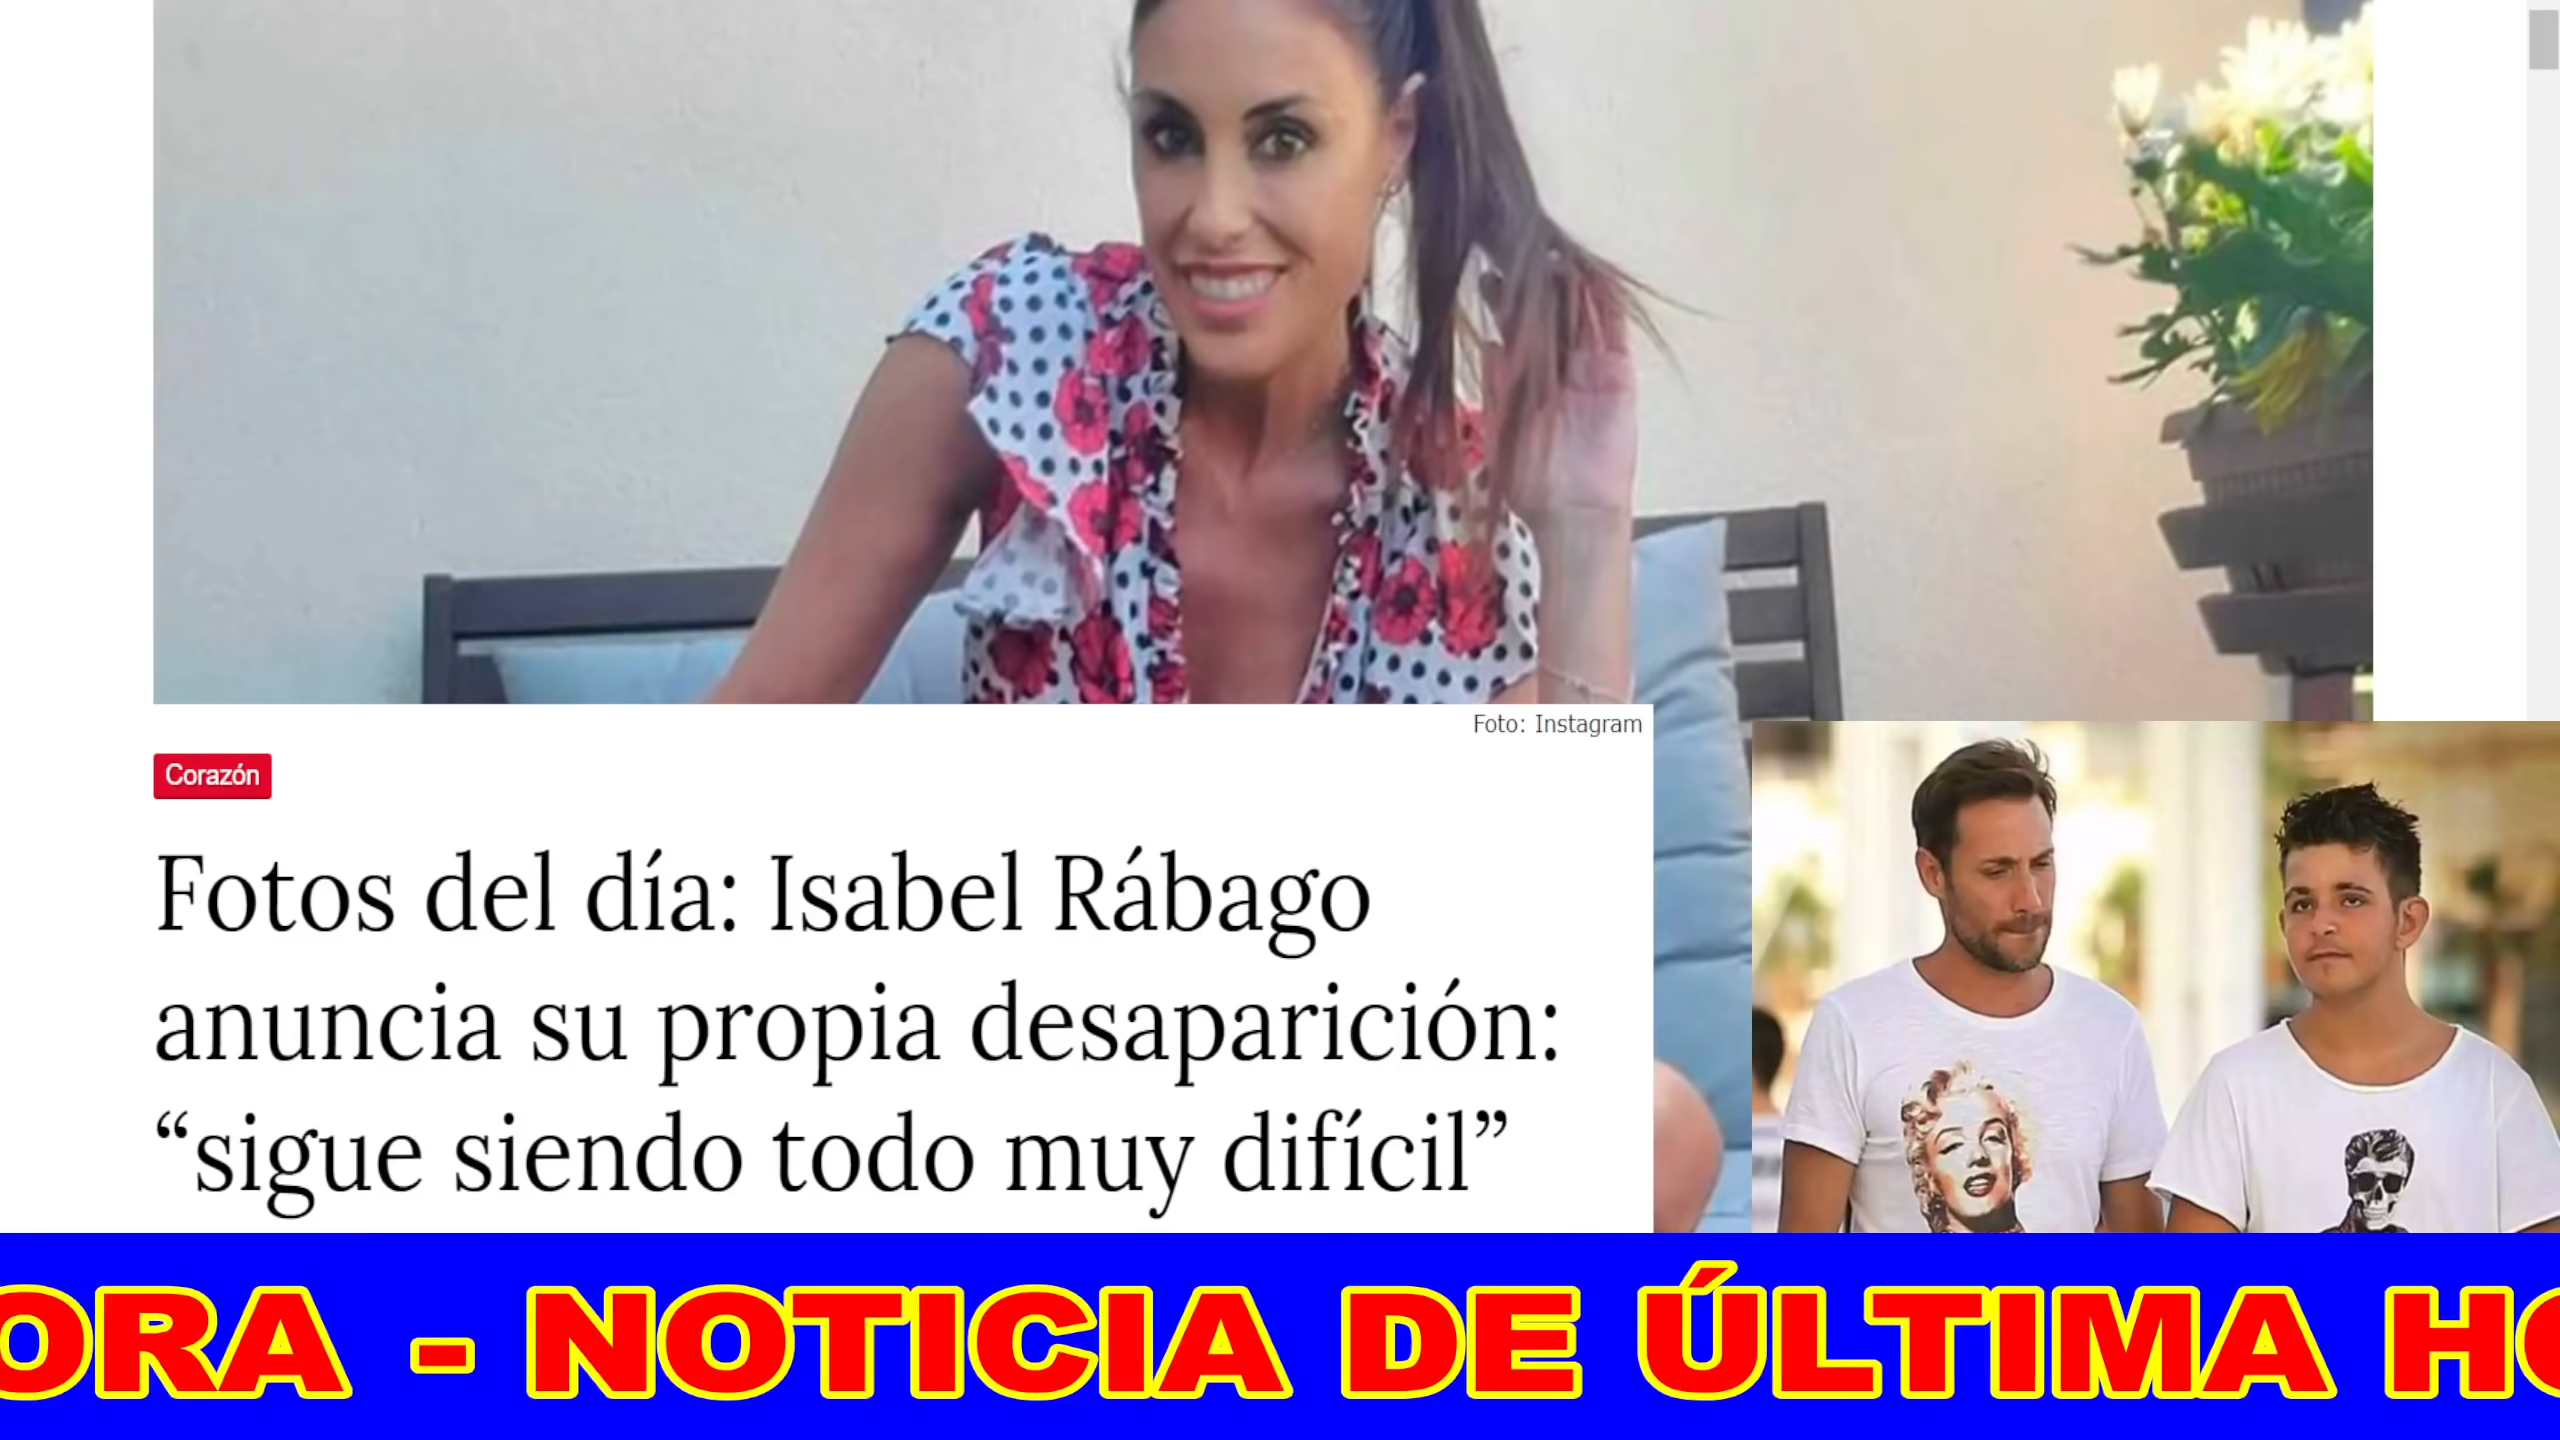 Foto: Instagram
Corazón
Fotos del día: Isabel Rábago
anuncia su propia desaparición:
“sigue siendo todo muy difícil”
ORA - NOTICIA DE ÚLTIMA HO